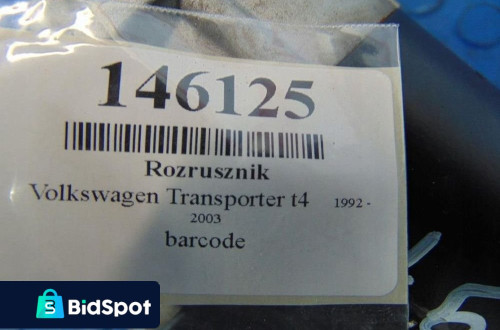 146125
Rozrusznik
Volkswagen Transporter t4 1992 -
2003
barcode
S BidSpot